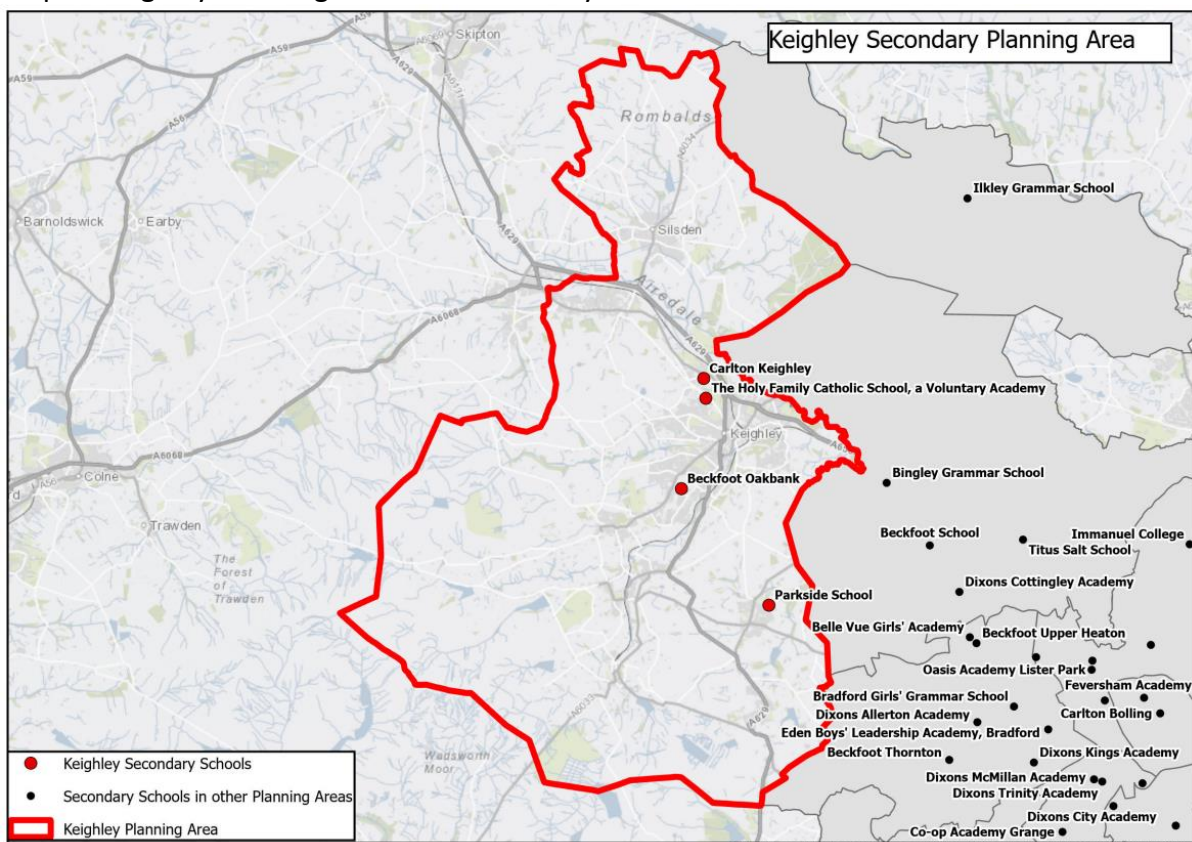 Keighley Secondary Planning Area
Skipton
A59
A59
A629
A56
Rombalds
Ilkley Grammar School
Barnoldswick
Earby
Silsden
A629
Airedale
A6068
A629
Carlton Keighley
The Holy Family Catholic School, a Voluntary Academy
Keighley
A6068
Colne
Beckfoot Oakbank
Bingley Grammar School
Trawden
Beckfoot School
Immanuel College
Titus Salt School
The
Forest
of
Trawden
Dixons Cottingley Academy
Parkside School
Belle Vue Girls' Academy
Beckfoot Upper Heaton
Oasis Academy Lister Park
Feversham Academy
Bradford Girls' Grammar School
Carlton Bolling
Dixons Allerton Academy
Eden Boys' Leadership Academy, Bradford
A629
Wadsworth
Moor
Beckfoot Thornton
Dixons Kings Academy
Dixons McMillan Academy
Dixons Trinity Academy
Dixons City Academy
Co-op Academy Grange
Keighley Secondary Schools
Secondary Schools in other Planning Areas
Keighley Planning Area